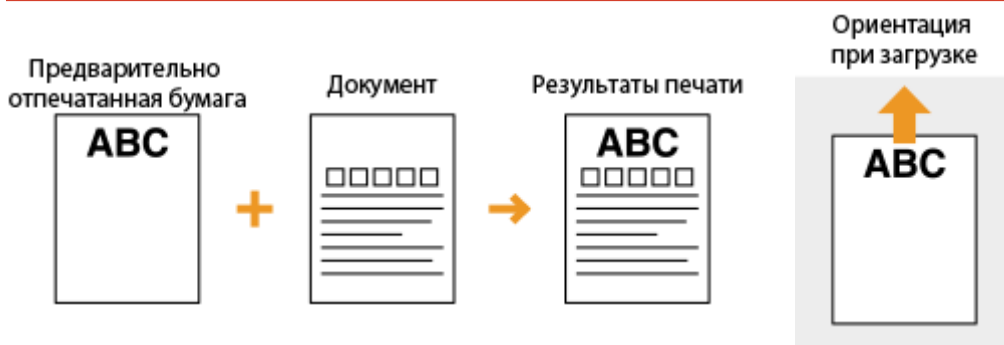 Предварительно
отпечатанная бумага
ABC
Документ
Результаты печати
ABC
Ориентация
при загрузке
ABC